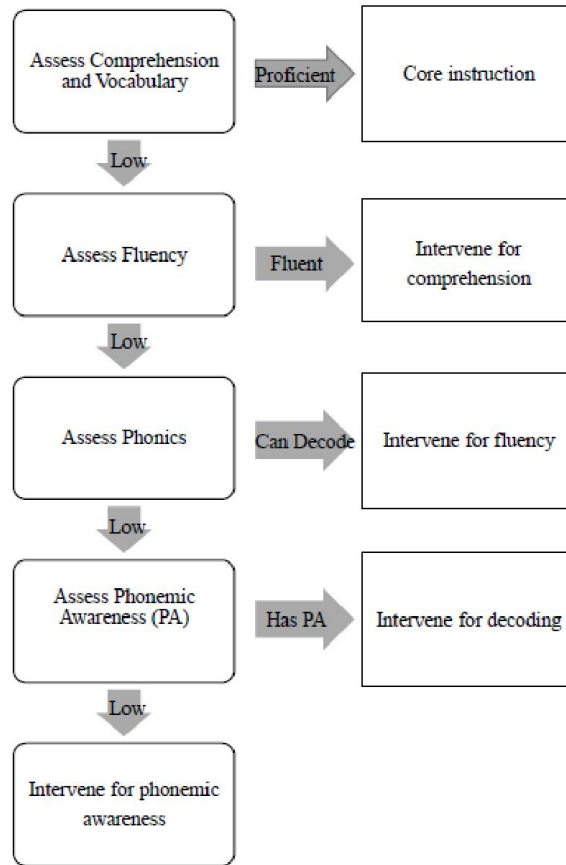 Assess Comprehension
and Vocabulary
Proficient
Core instruction
Low
Assess Fluency
Fluent
Intervene for
comprehension
Low
Assess Phonics
Can Decode
Intervene for fluency
Low
Assess Phonemic
Awareness (PA)
Has PA
Intervene for decoding
Low
Intervene for phonemic
awareness